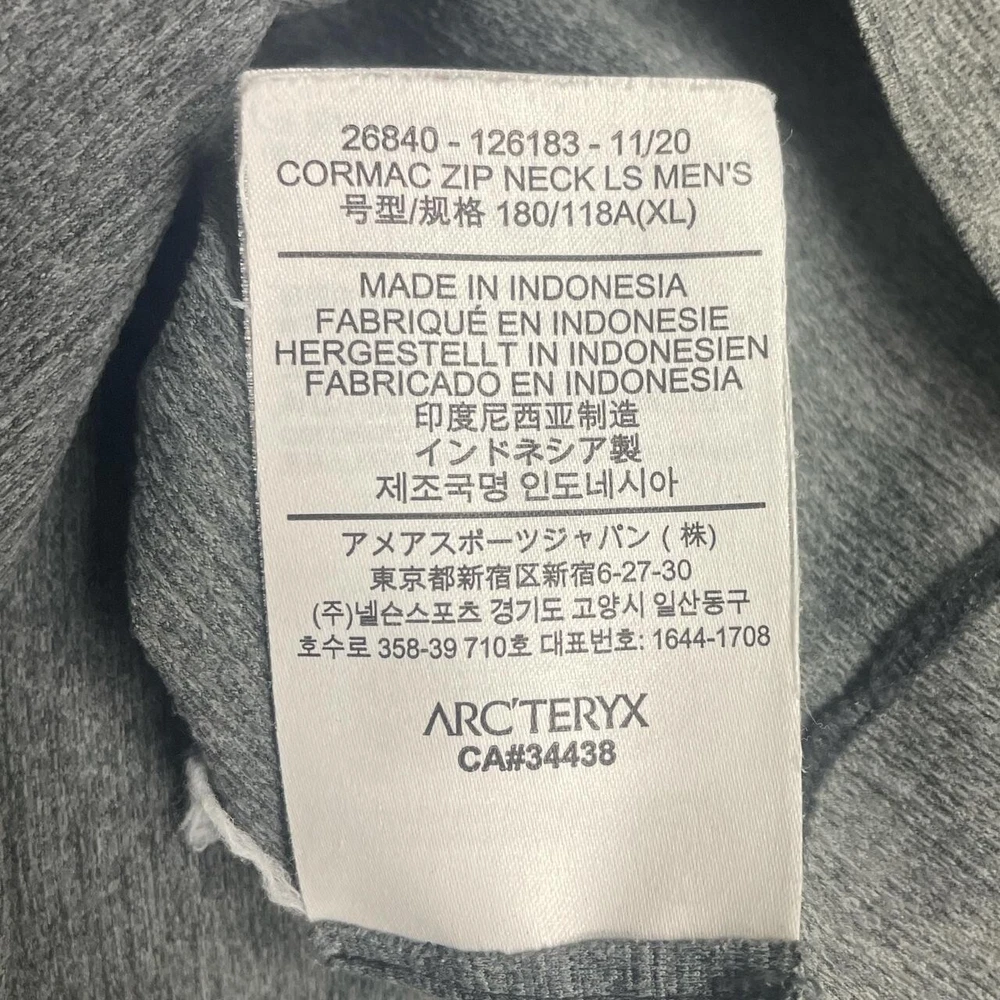 26840 - 126183 - 11/20
CORMAC ZIP NECK LS MEN'S
号型/规格 180/118A(XL)
MADE IN INDONESIA
FABRIQUÉ EN INDONESIE
HERGESTELLT IN INDONESIEN
FABRICADO EN INDONESIA
印度尼西亚制造
インドネシア製
제조국명 인도네시아
アメアスポーツジャパン ( 株)
東京都新宿区新宿6-27-30
(주)넬슨스포츠 경기도 고양시 일산동구
호수로 358-39 710호 대표번호: 1644-1708
ARC'TERYX
CA#34438